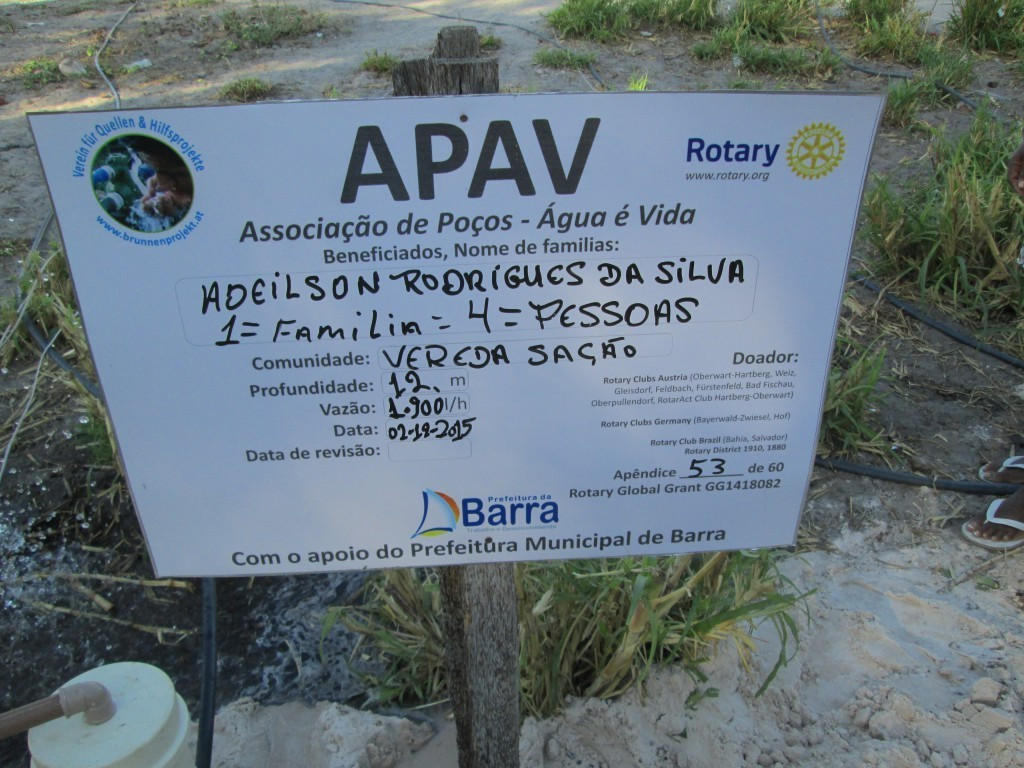 Verein für Quellen & Hilfsprojekte
www.brunnenprojekt.at
APAV
Rotary
www.rotary.org
Associação de Poços - Água é Vida
Beneficiados, Nome de familias:
ADEILSON RODRIGUES DA SILVA
1= FAMILIA = 4 = PESSOAS
Comunidade: VEREDA SAÇÃO
Profundidade: 12. m
Vazão: 1.900 l/h
Data:
Data de revisão:
Doador:
Rotary Clubs Austria (Oberwart-Hartberg, Weiz,
Gleisdorf, Feldbach, Fürstenfeld, Bad Fischau,
Oberpullendorf, RotarAct Club Hartberg-Oberwart)
Rotary Clubs Germany (Bayerwald-Zwiesel, Hof)
Rotary Club Brazil (Bahia, Salvador)
Rotary District 1910, 1880
Apêndice 53 de 60
Rotary Global Grant GG1418082
Prefeitura da
Barra
Com o apoio do Prefeitura Municipal de Barra